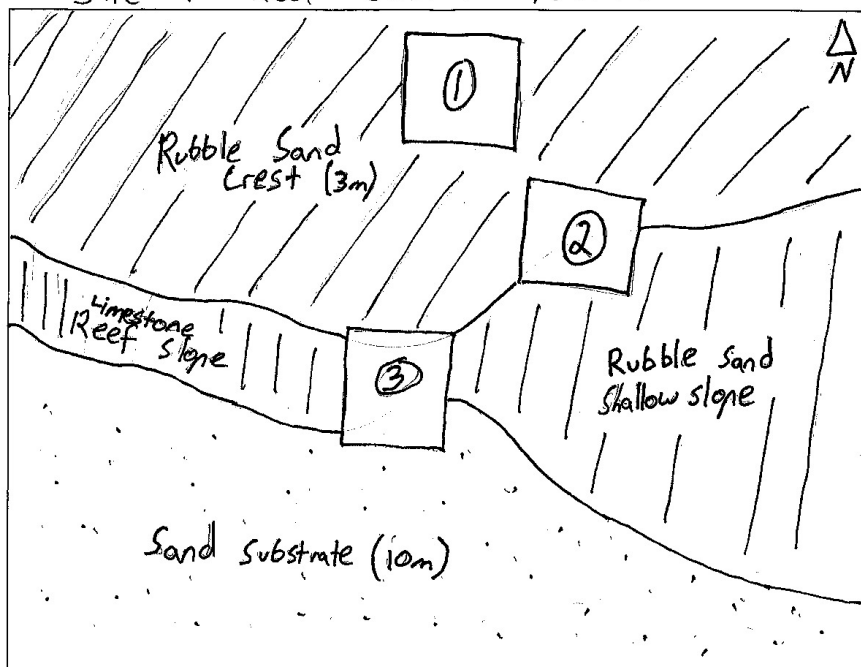 N
1
Rubble Sand
Crest (3m)
2
Limestone
Reef Slope
3
Rubble Sand
Shallow slope
Sand Substrate (10m)